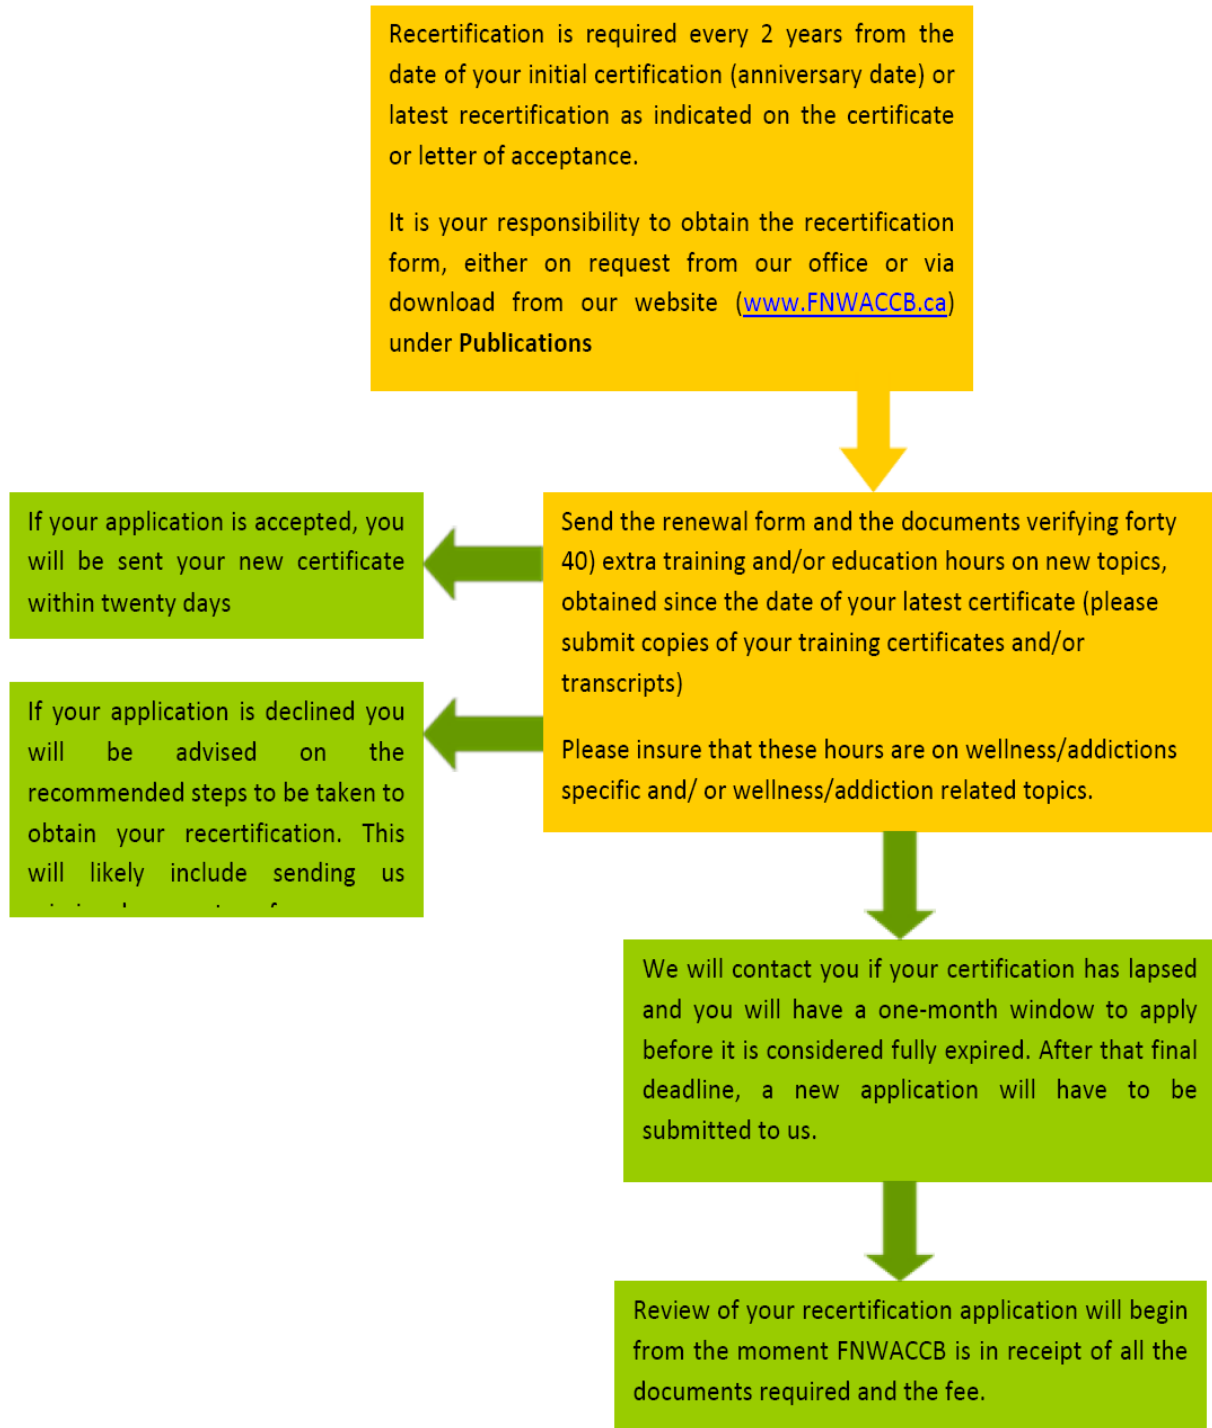 Recertification is required every 2 years from the
date of your initial certification (anniversary date) or
latest recertification as indicated on the certificate
or letter of acceptance.
It is your responsibility to obtain the recertification
form, either on request from our office or via
download from our website (www.FNWACCB.ca)
under Publications
Send the renewal form and the documents verifying forty
40) extra training and/or education hours on new topics,
obtained since the date of your latest certificate (please
submit copies of your training certificates and/or
transcripts)
Please insure that these hours are on wellness/addictions
specific and/ or wellness/addiction related topics.
If your application is accepted, you
will be sent your new certificate
within twenty days
If your application is declined you
will be advised on the
recommended steps to be taken to
obtain your recertification. This
will likely include sending us
We will contact you if your certification has lapsed
and you will have a one-month window to apply
before it is considered fully expired. After that final
deadline, a new application will have to be
submitted to us.
Review of your recertification application will begin
from the moment FNWACCB is in receipt of all the
documents required and the fee.